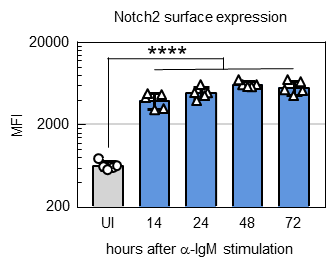 Notch2 surface expression
20000
****
2000
MFI
200
UI 14 24 48 72
hours after α-IgM stimulation